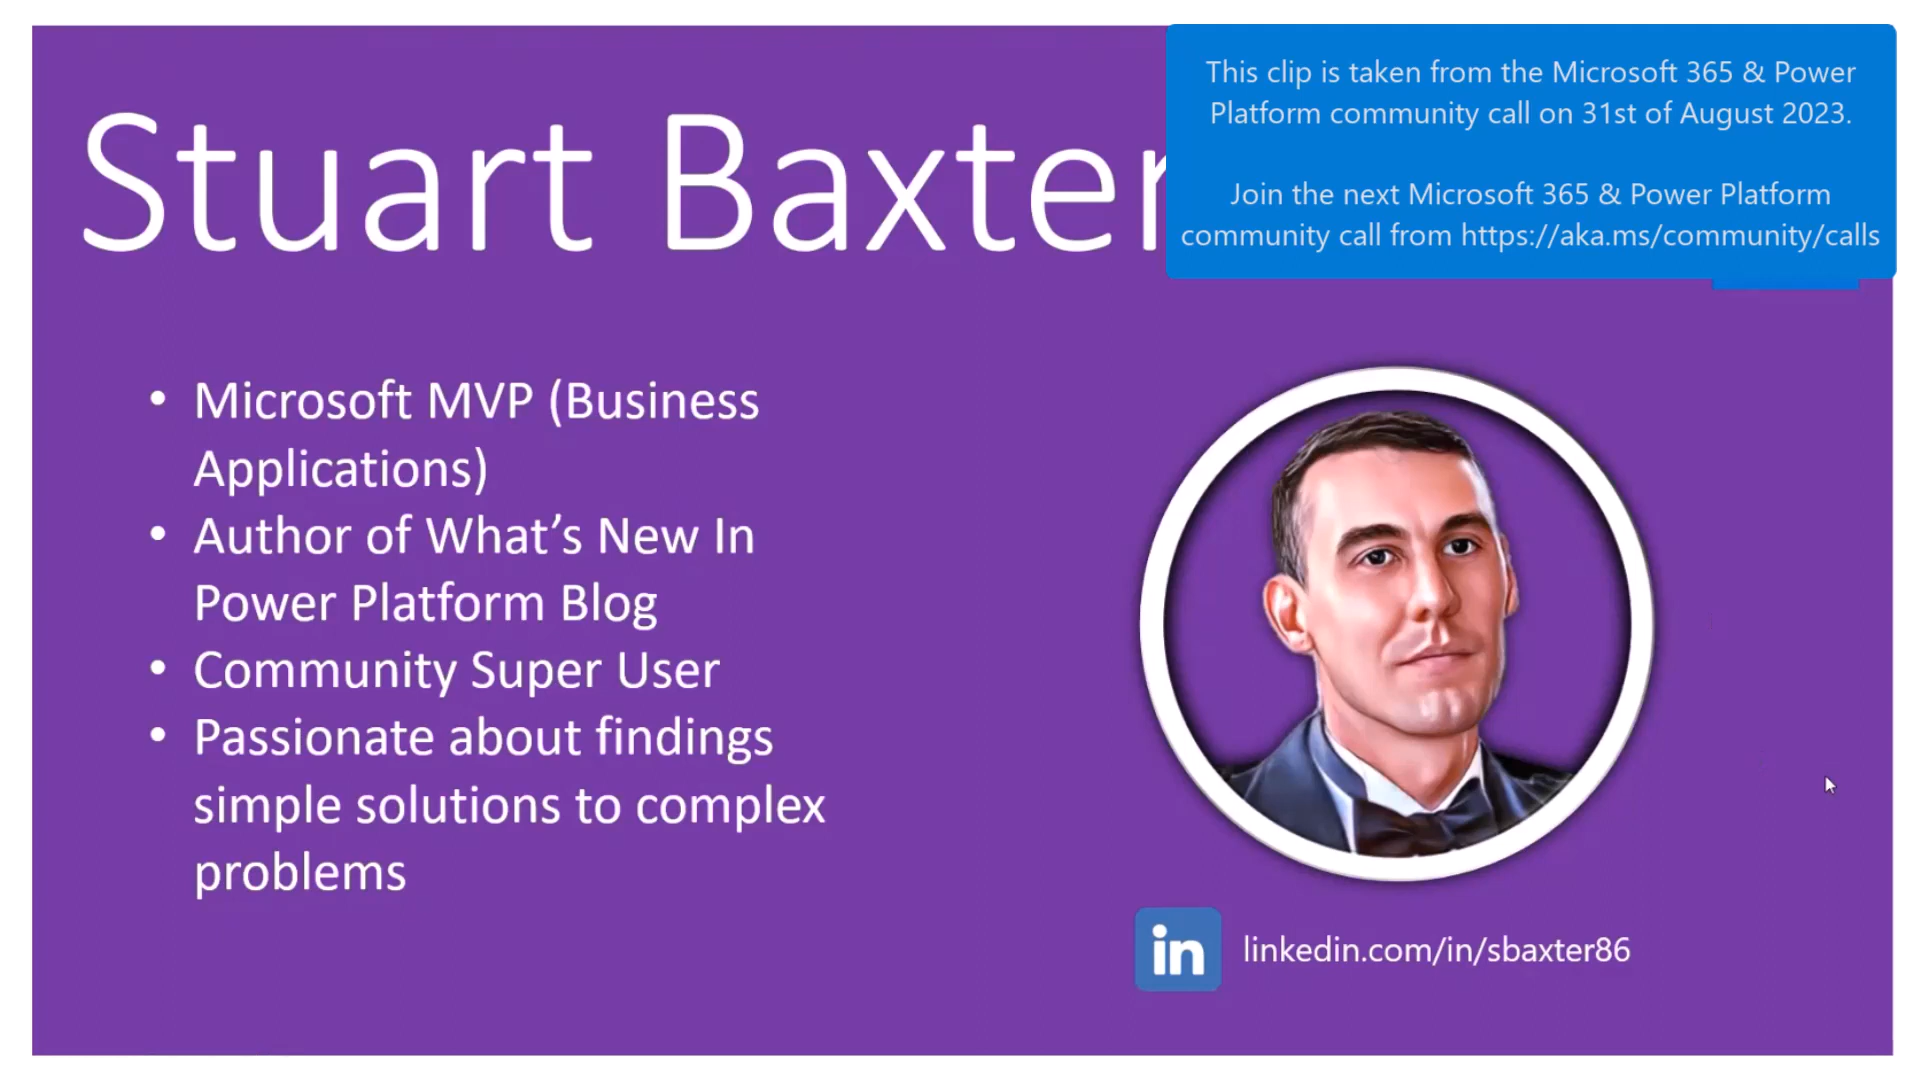 Stuart Baxter
This clip is taken from the Microsoft 365 & Power
Platform community call on 31st of August 2023.
Join the next Microsoft 365 & Power Platform
community call from https://aka.ms/community/calls
• Microsoft MVP (Business
Applications)
• Author of What’s New In
Power Platform Blog
• Community Super User
• Passionate about findings
simple solutions to complex
problems
in
linkedin.com/in/sbaxter86